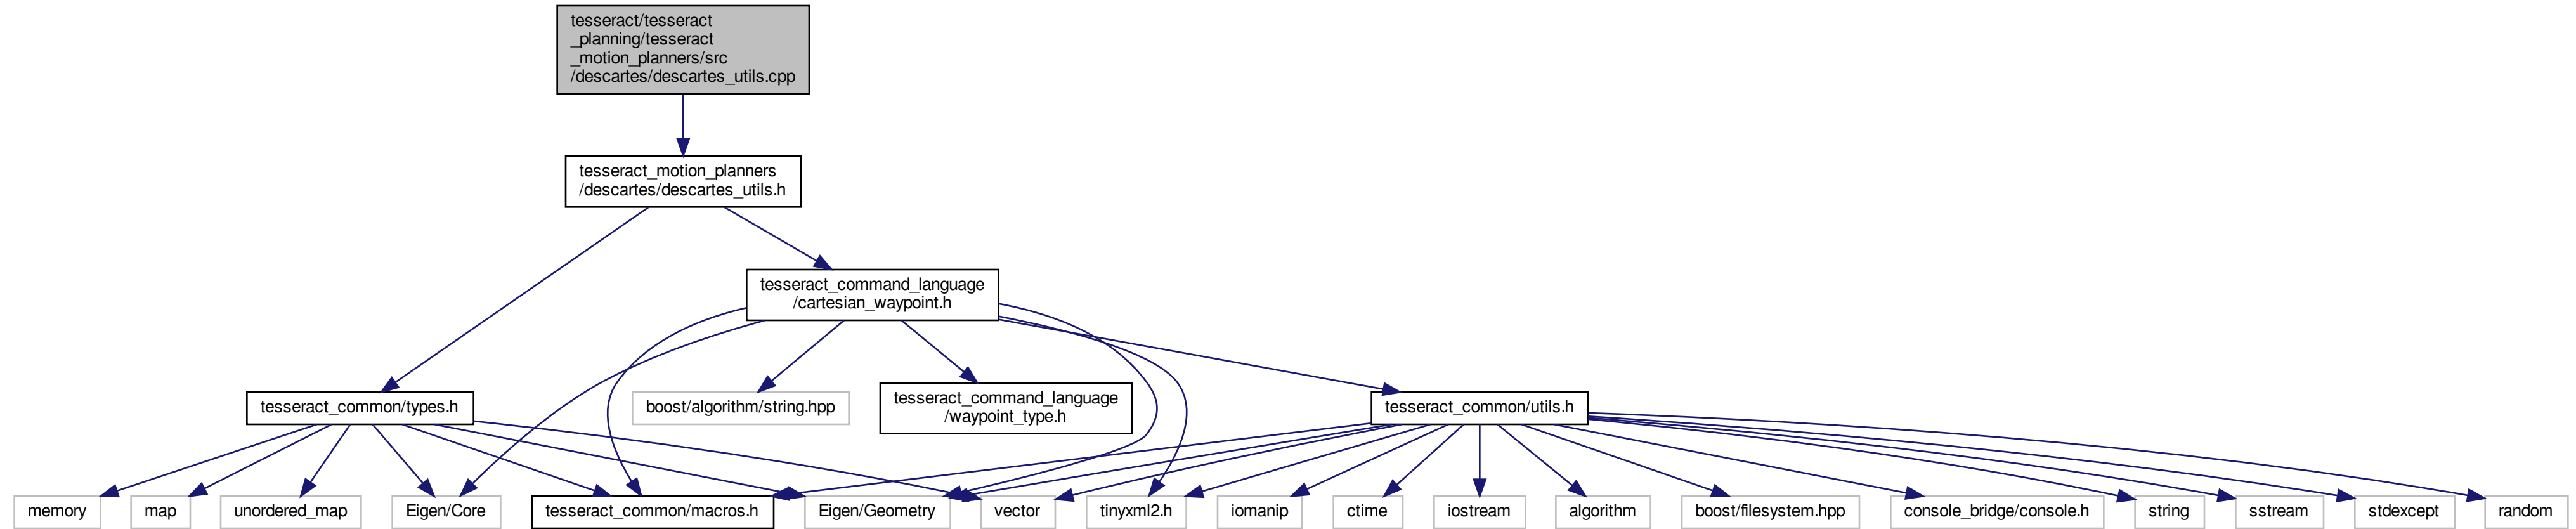 tesseract/tesseract
_planning/tesseract
_motion_planners/src
/descartes/descartes_utils.cpp
tesseract_motion_planners
/descartes/descartes_utils.h
tesseract_command_language
/cartesian_waypoint.h
tesseract_common/types.h
boost/algorithm/string.hpp
tesseract_command_language
/waypoint_type.h
tesseract_common/utils.h
memory
map
unordered_map
Eigen/Core
tesseract_common/macros.h
Eigen/Geometry
vector
tinyxml2.h
iomanip
ctime
iostream
algorithm
boost/filesystem.hpp
console_bridge/console.h
string
sstream
stdexcept
random